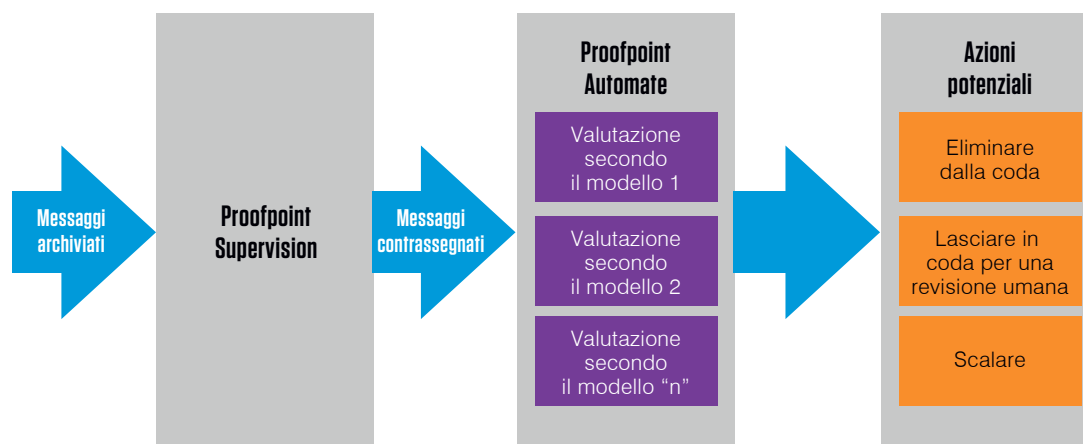 Messaggi
archiviati
Proofpoint
Supervision
Messaggi
contrassegnati
Proofpoint
Automate
Valutazione
secondo
il modello 1
Valutazione
secondo
il modello 2
Valutazione
secondo
il modello “n”
Azioni
potenziali
Eliminare
dalla coda
Lasciare in
coda per una
revisione umana
Scalare